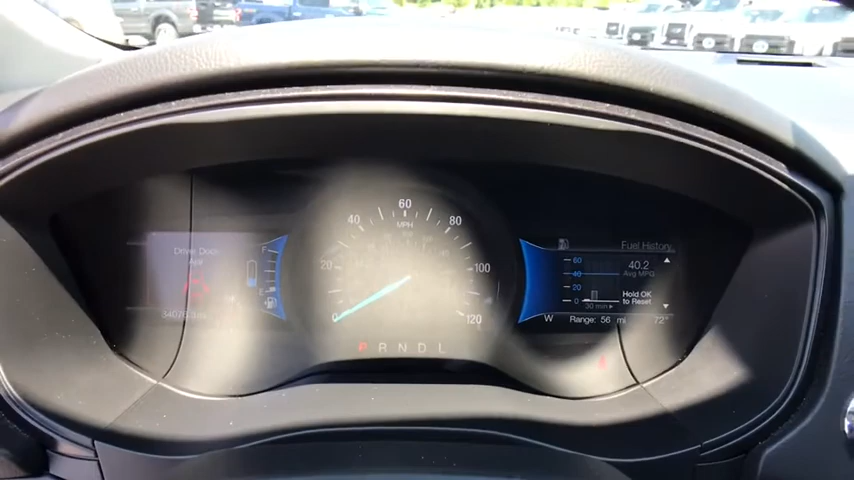 60
40 80
MPH
20 100
0 120
P R N D L
Driver Door
Ajar
F
E
Fuel History
60
40
20
0
30 min
40.2
Avg MPG
Hold OK
to Reset
W Range: 56 mi 72°